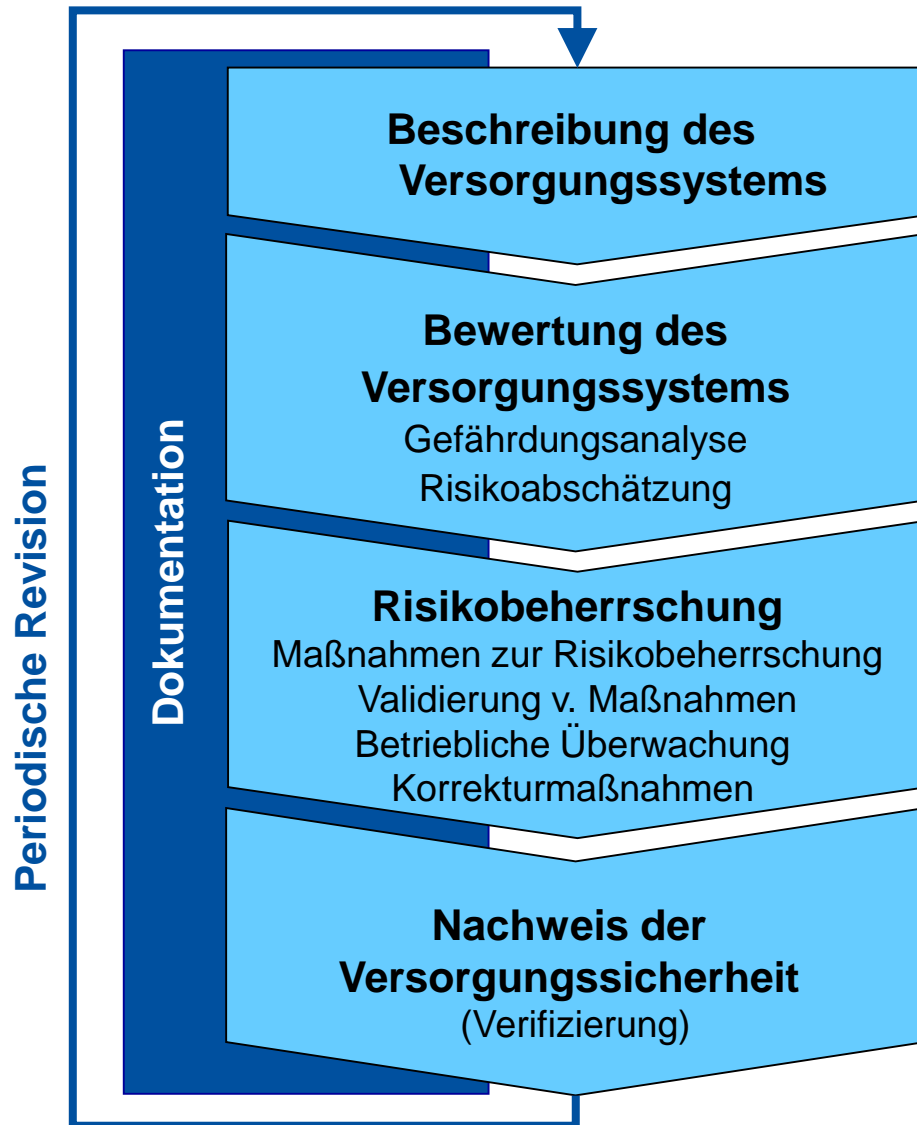 Periodische Revision
Dokumentation
Beschreibung des
Versorgungssystems
Bewertung des
Versorgungssystems
Gefährdungsanalyse
Risikoabschätzung
Risikobeherrschung
Maßnahmen zur Risikobeherrschung
Validierung v. Maßnahmen
Betriebliche Überwachung
Korrekturmaßnahmen
Nachweis der
Versorgungssicherheit
(Verifizierung)